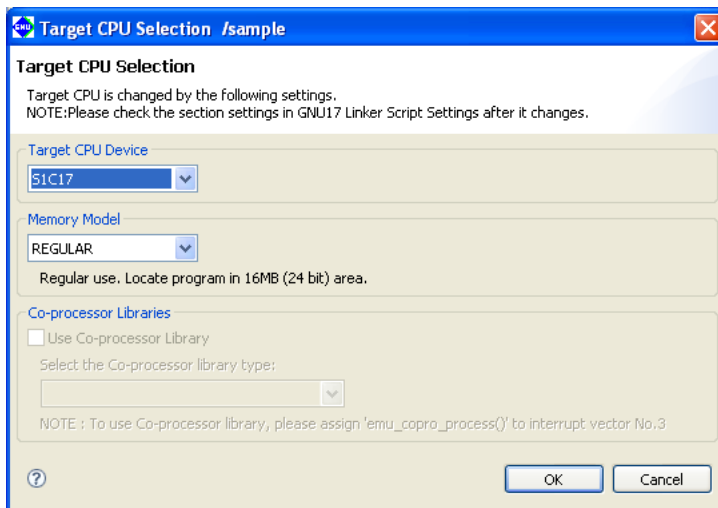 GNU
Target CPU Selection /sample
Target CPU Selection
Target CPU is changed by the following settings.
NOTE:Please check the section settings in GNU17 Linker Script Settings after it changes.
Target CPU Device
S1C17
Memory Model
REGULAR
Regular use. Locate program in 16MB (24 bit) area.
Co-processor Libraries
Use Co-processor Library
Select the Co-processor library type:
NOTE : To use Co-processor library, please assign 'emu_copro_process()' to interrupt vector No.3
?
OK
Cancel